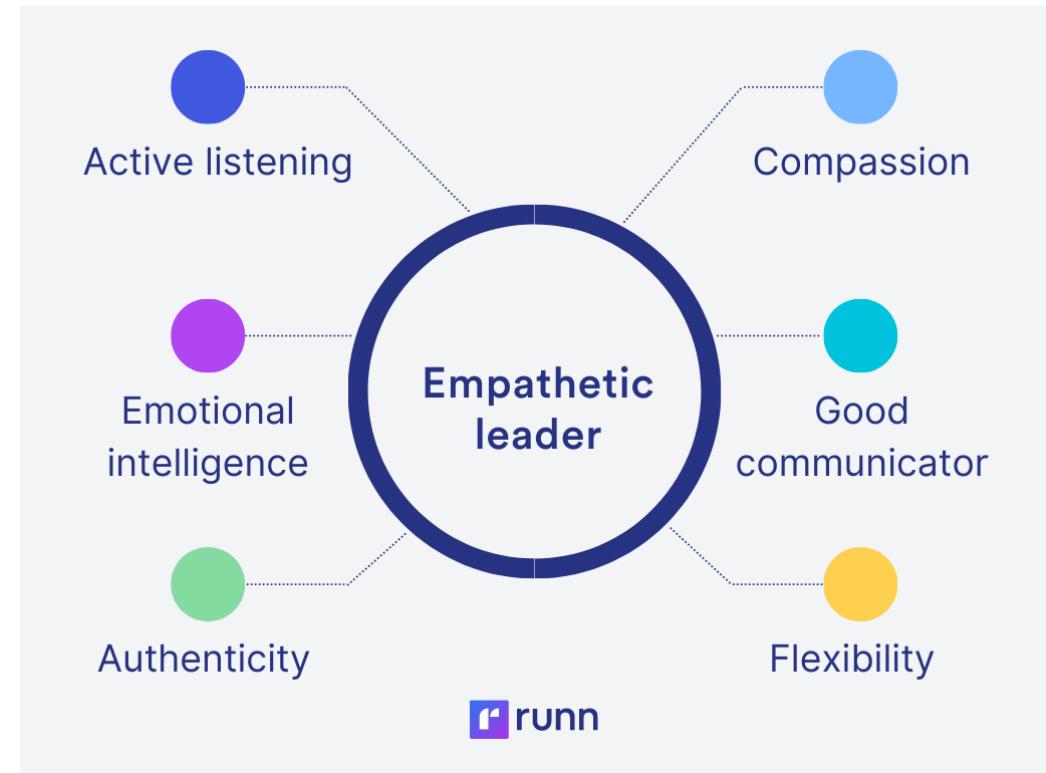 Active listening
Compassion
Empathetic
leader
Emotional
intelligence
Good
communicator
Authenticity
Flexibility
runn